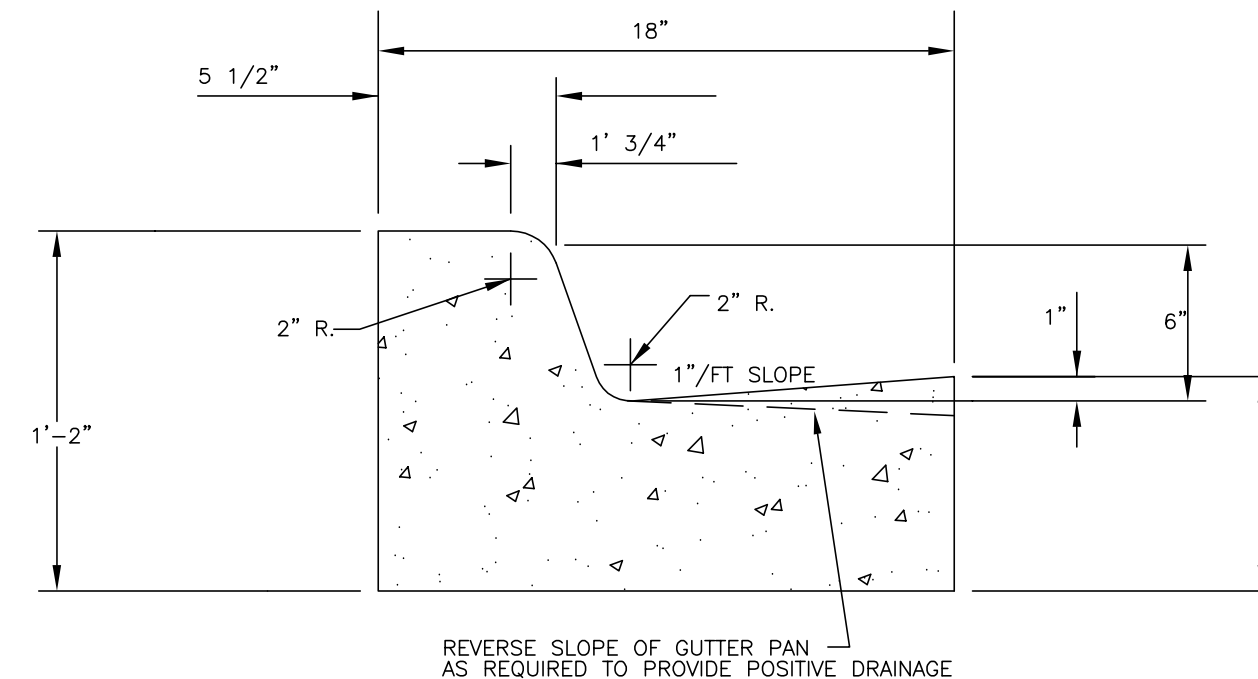 18”
5 1/2”
1’ 3/4”
2” R.
2” R.
1”
6”
1”/FT SLOPE
1’-2”
REVERSE SLOPE OF GUTTER PAN
AS REQUIRED TO PROVIDE POSITIVE DRAINAGE